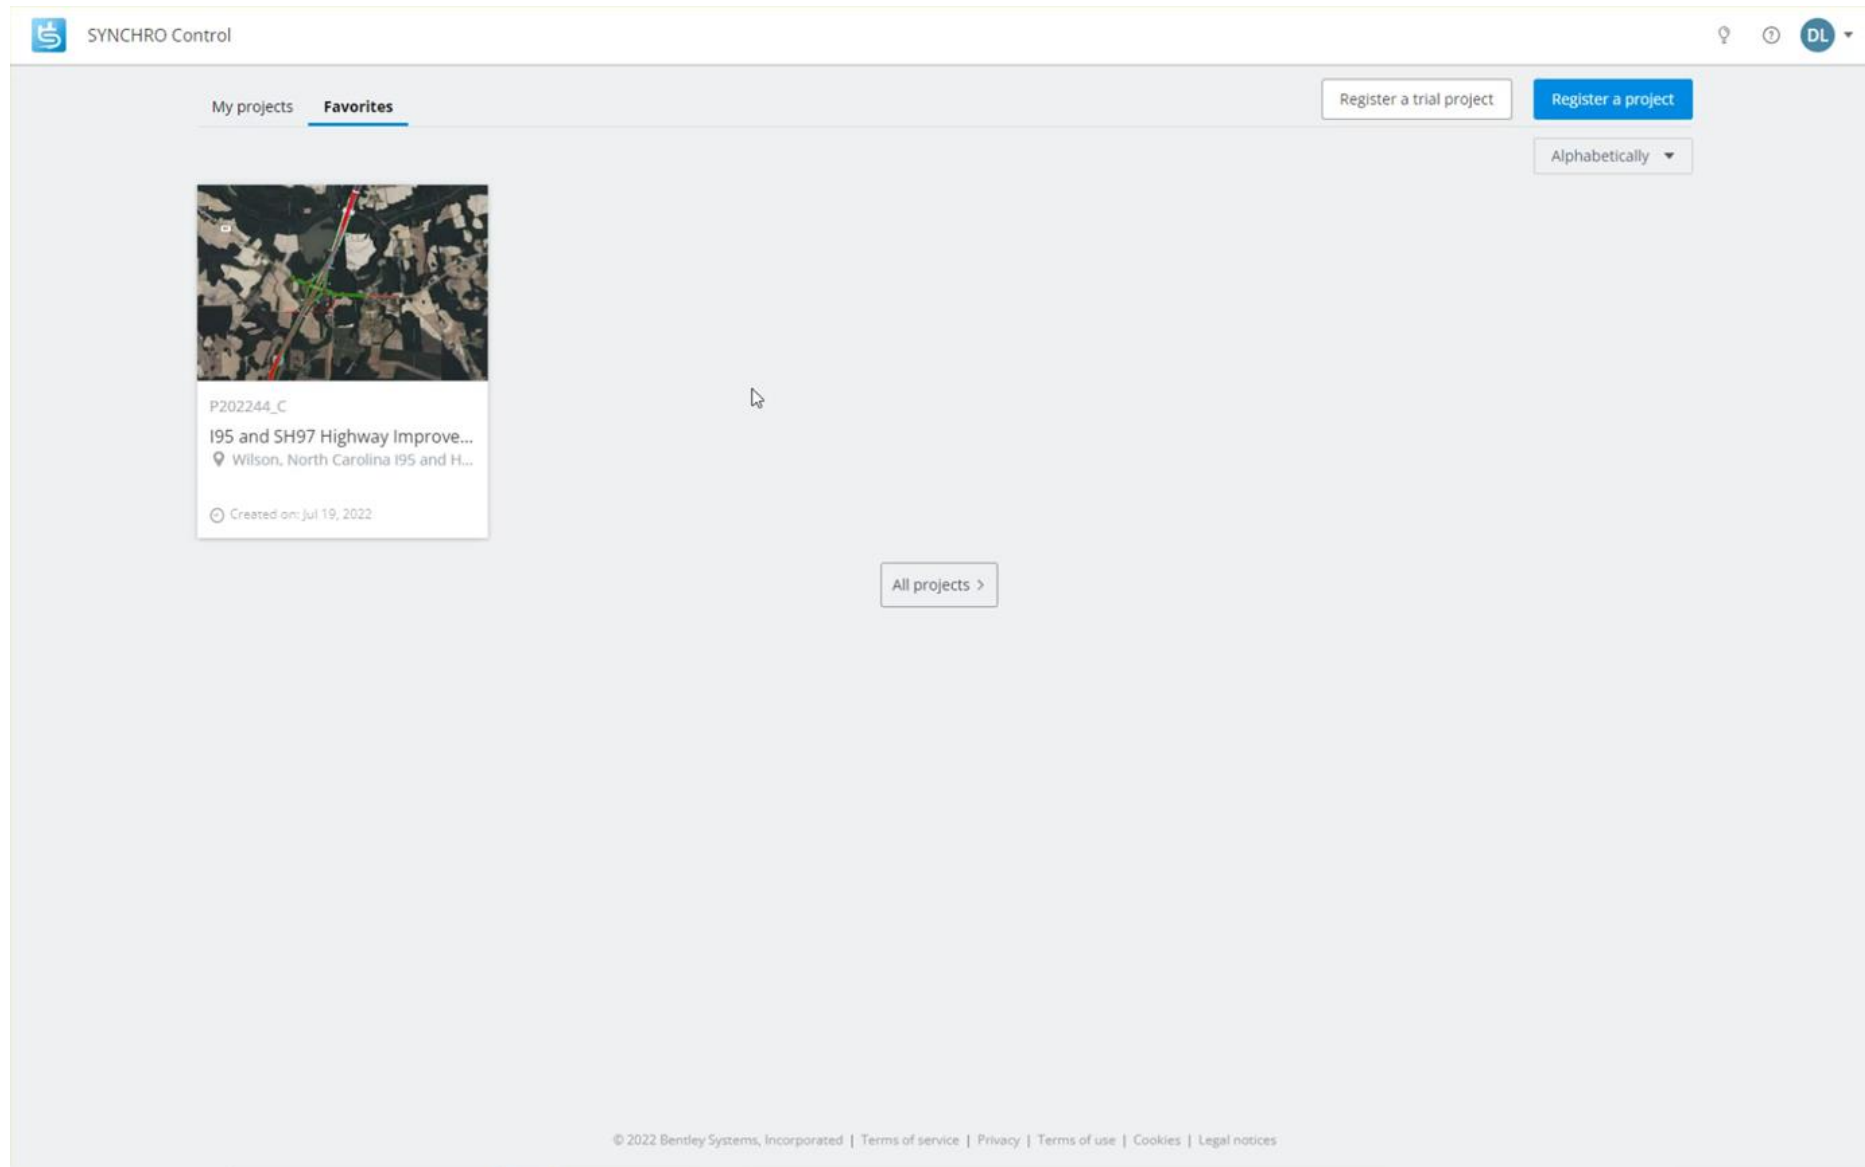 SYNCHRO Control
DL
My projects
Favorites
Register a trial project
Register a project
Alphabetically
P202244_C
I95 and SH97 Highway Improve...
Wilson, North Carolina I95 and H...
Created on: Jul 19, 2022
All projects >
© 2022 Bentley Systems, Incorporated | Terms of service | Privacy | Terms of use | Cookies | Legal notices